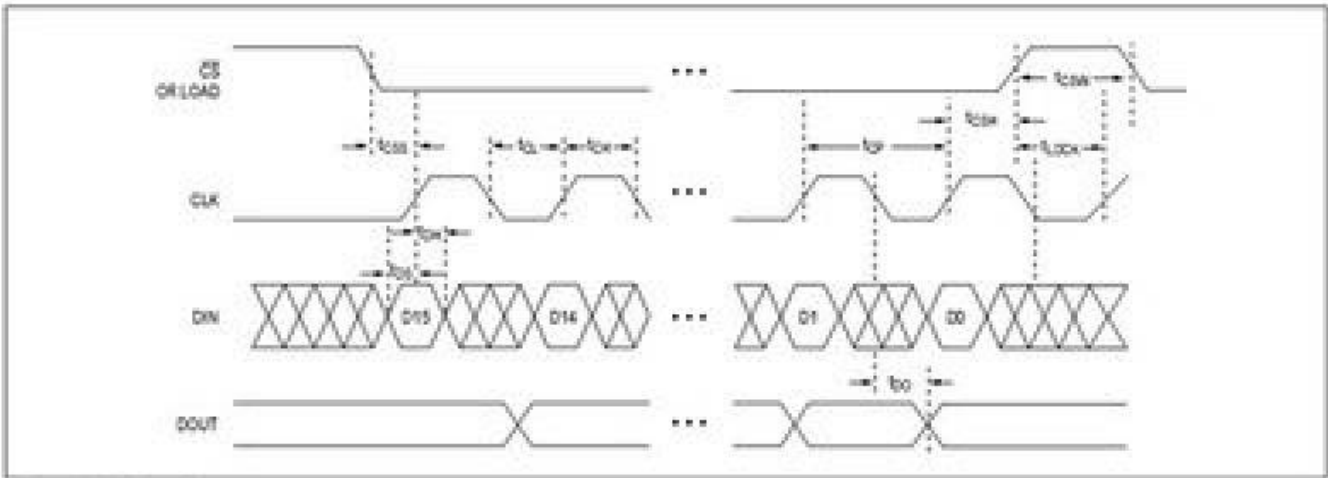 CS
OR LOAD
tCSW
tCSH
tCSS
tCL
tCH
tCP
tLDCK
CLK
tDH
tDS
DIN
D15
D14
D1
D0
tDO
DOUT